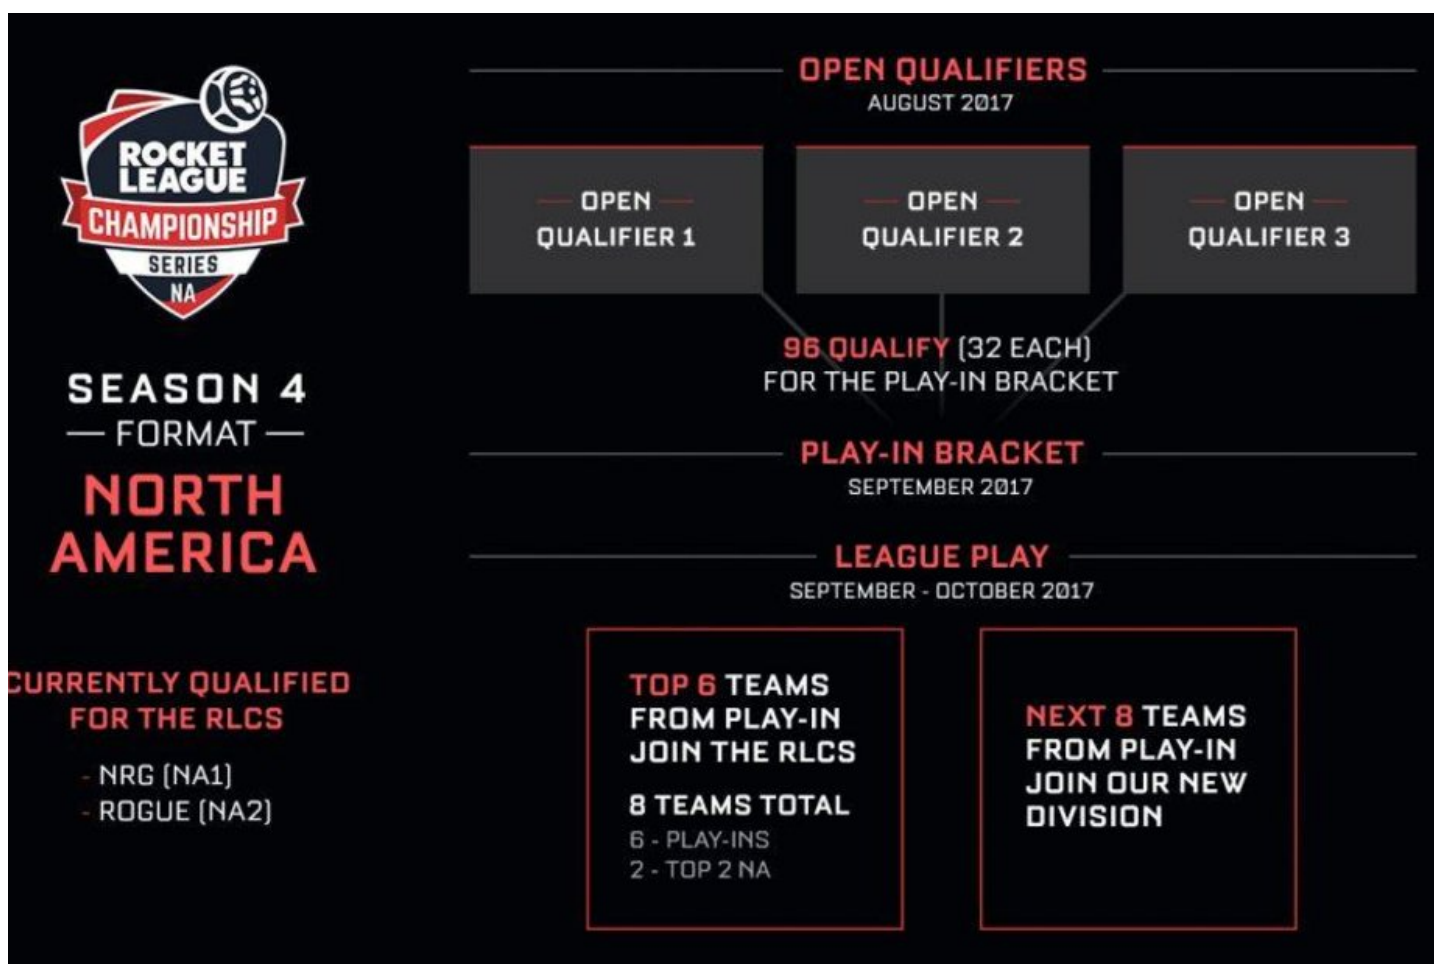 ROCKET
LEAGUE
CHAMPIONSHIP
SERIES
NA
SEASON 4
FORMAT
NORTH
AMERICA
CURRENTLY QUALIFIED
FOR THE RLCS
- NRG (NA1)
- ROGUE (NA2)
OPEN QUALIFIERS
AUGUST 2017
OPEN
QUALIFIER 1
OPEN
QUALIFIER 2
OPEN
QUALIFIER 3
96 QUALIFY (32 EACH)
FOR THE PLAY-IN BRACKET
PLAY-IN BRACKET
SEPTEMBER 2017
LEAGUE PLAY
SEPTEMBER - OCTOBER 2017
TOP 6 TEAMS
FROM PLAY-IN
JOIN THE RLCS
8 TEAMS TOTAL
6 - PLAY-INS
2 - TOP 2 NA
NEXT 8 TEAMS
FROM PLAY-IN
JOIN OUR NEW
DIVISION